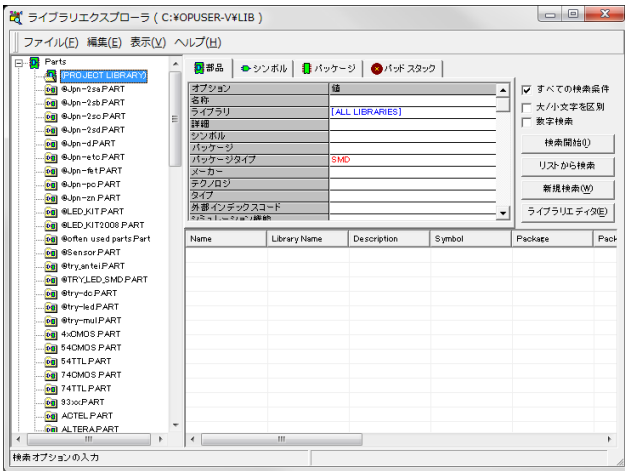 ライブラリエクスプローラ ( C:¥OPUSER-V¥LIB )
ファイル(F) 編集(E) 表示(V) ヘルプ(H)
Parts
(PROJECT LIBRARY)
@Jpn-2sa.PART
@Jpn-2sb.PART
@Jpn-2sc.PART
@Jpn-2sd.PART
@Jpn-d.PART
@Jpn-etc.PART
@Jpn-fet.PART
@Jpn-pc.PART
@Jpn-zn.PART
@LED_KIT.PART
@LED_KIT2008.PART
@often used parts.Part
@Sensor.PART
@try_antei.PART
@TRY_LED_SMD.PART
@try-dc.PART
@try-led.PART
@try-mul.PART
4xCMOS.PART
54CMOS.PART
54TTL.PART
74CMOS.PART
74TTL.PART
93xx.PART
ACTEL.PART
ALTERA.PART
部品 シンボル パッケージ パッド スタック
オプション 値
名称
ライブラリ [ALL LIBRARIES]
詳細
シンボル
パッケージ
パッケージタイプ SMD
メーカー
テクノロジ
タイプ
外部インデックスコード
シミュレーション機能
すべての検索条件
大/小文字を区別
数字検索
検索開始(I)
リストから検索
新規検索(W)
ライブラリエディタ(E)
Name Library Name Description Symbol Package Pack
検索オプションの入力